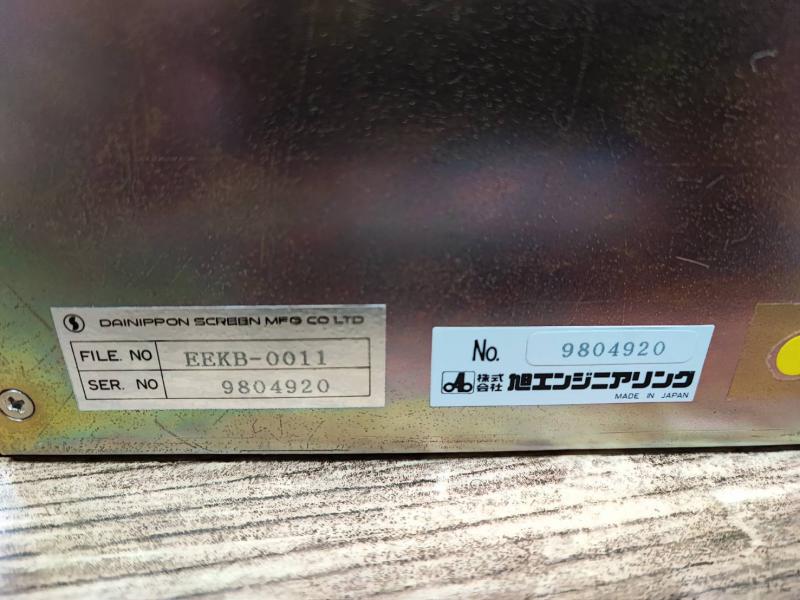 DAINIPPON SCREEN MFG CO LTD
FILE. NO EEKB-0011
SER. NO 9804920
No. 9804920
株式会社 旭エンジニアリング
MADE IN JAPAN